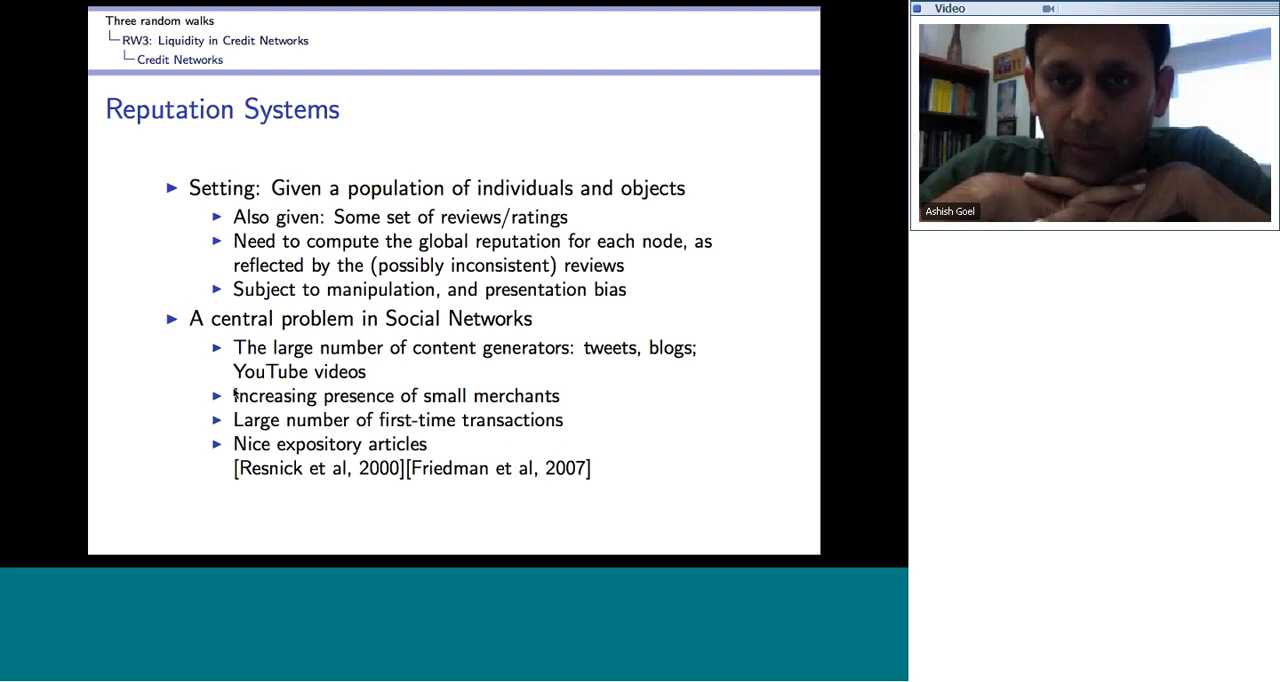 Three random walks
RW3: Liquidity in Credit Networks
Credit Networks
Reputation Systems
Setting: Given a population of individuals and objects
Also given: Some set of reviews/ratings
Need to compute the global reputation for each node, as
reflected by the (possibly inconsistent) reviews
Subject to manipulation, and presentation bias
A central problem in Social Networks
The large number of content generators: tweets, blogs;
YouTube videos
Increasing presence of small merchants
Large number of first-time transactions
Nice expository articles
[Resnick et al, 2000][Friedman et al, 2007]
Video
Ashish Goel